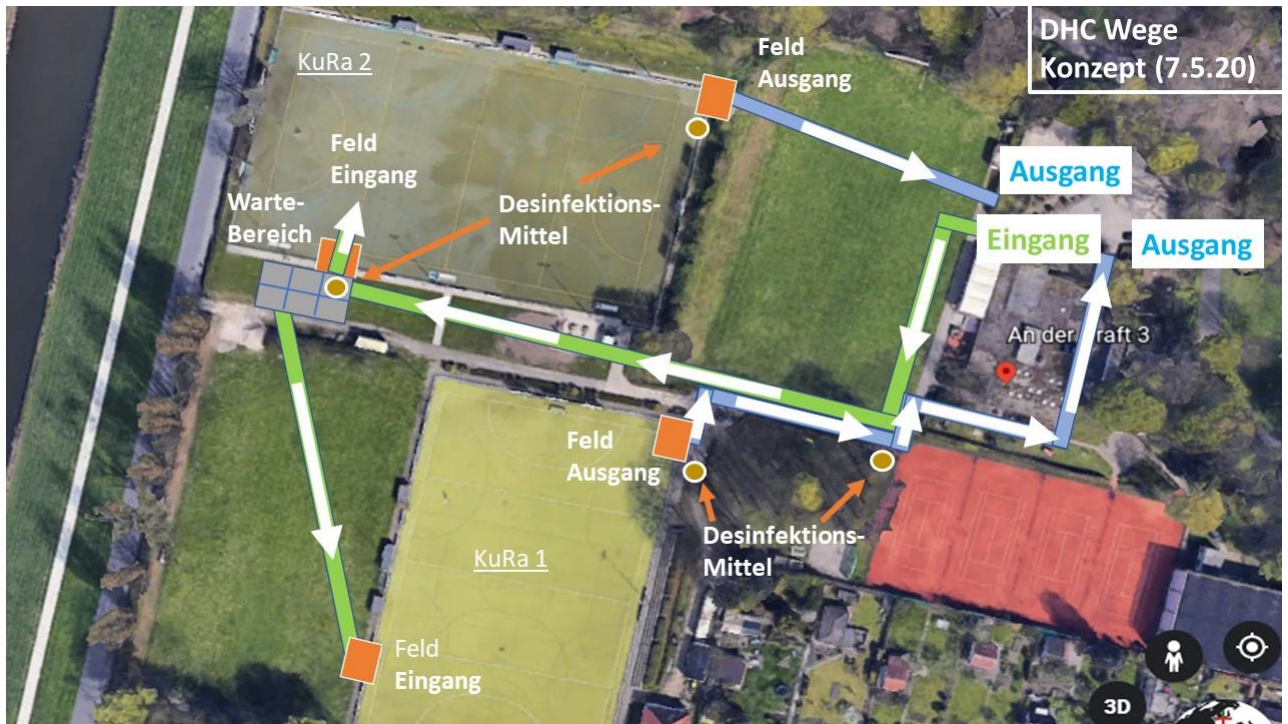 DHC Wege
Konzept (7.5.20)
KuRa 2
Feld
Ausgang
Feld
Eingang
Warte-
Bereich
Desinfektions-
Mittel
Ausgang
Eingang
Ausgang
An der
raft 3
Feld
Ausgang
KuRa 1
Desinfektions-
Mittel
Feld
Eingang
3D